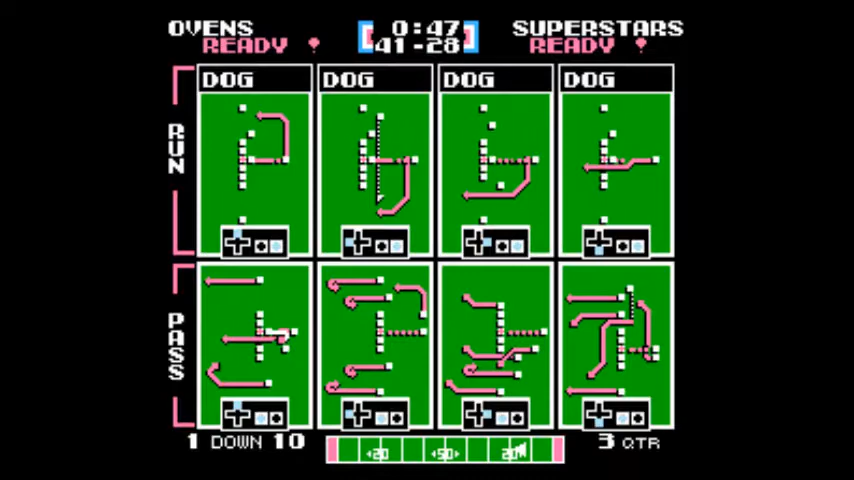 OVENS 0:47 SUPERSTARS
READY 41-28 READY
DOG DOG DOG DOG
RUN
PASS
1 DOWN 10 3 QTR
20 50 20